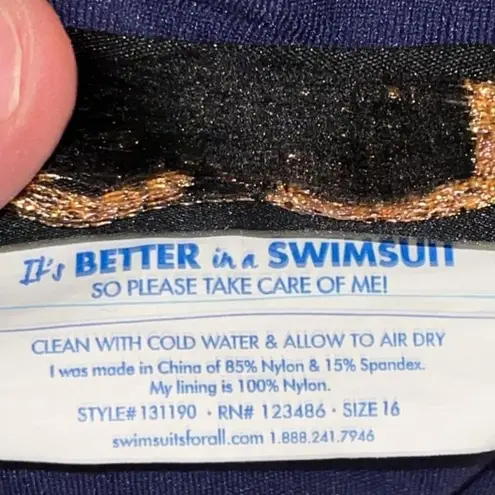 It's BETTER in a SWIMSUIT
SO PLEASE TAKE CARE OF ME!
CLEAN WITH COLD WATER & ALLOW TO AIR DRY
I was made in China of 85% Nylon & 15% Spandex.
My lining is 100% Nylon.
STYLE# 131190 • RN# 123486 • SIZE 16
swimsuitsforall.com 1.888.241.7946